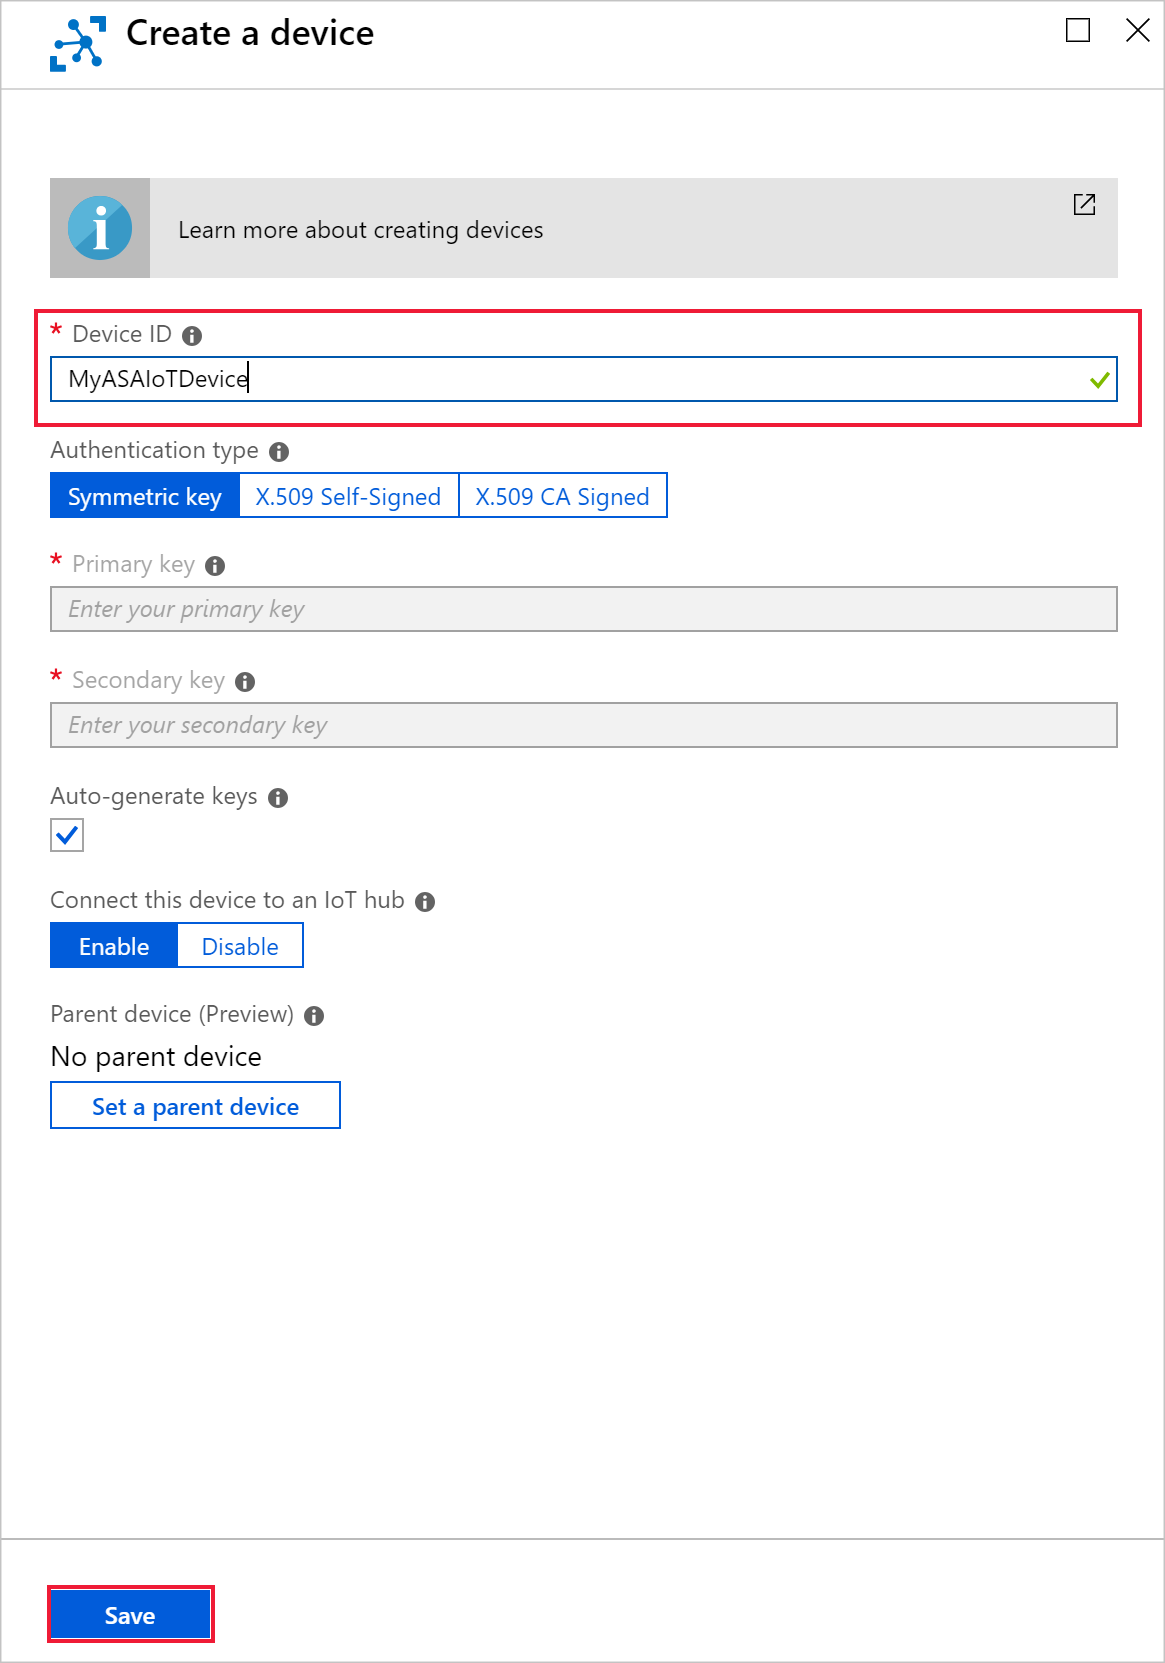 Create a device
Learn more about creating devices
* Device ID
MyASAIoTDevice
Authentication type
Symmetric key X.509 Self-Signed X.509 CA Signed
* Primary key
Enter your primary key
* Secondary key
Enter your secondary key
Auto-generate keys
Connect this device to an IoT hub
Enable Disable
Parent device (Preview)
No parent device
Set a parent device
Save